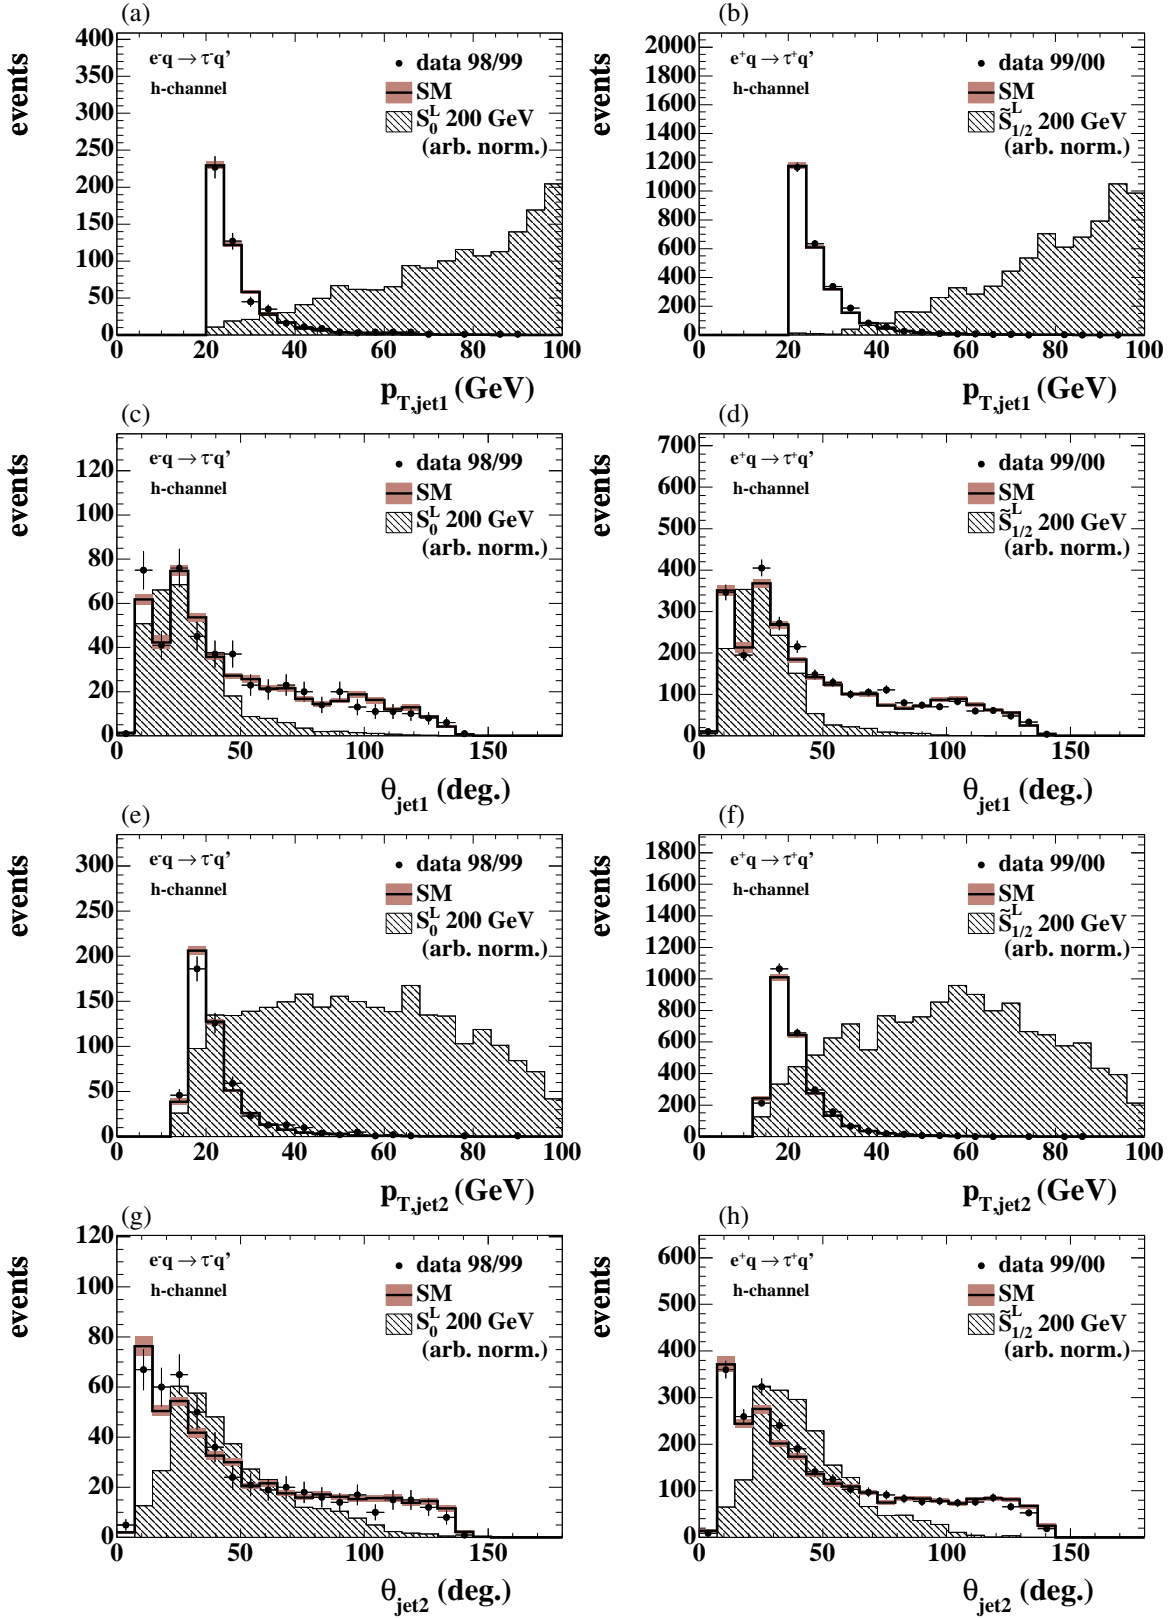 (a)
events
400
350
300
250
200
150
100
50
0
0 20 40 60 80 100
e⁻q → τ⁻q’
h-channel
data 98/99
SM
S₀ᴸ 200 GeV
(arb. norm.)
p_T,jet1 (GeV)
(b)
events
2000
1800
1600
1400
1200
1000
800
600
400
200
0
0 20 40 60 80 100
e⁺q → τ⁺q’
h-channel
data 99/00
SM
S̃₁/₂ᴸ 200 GeV
(arb. norm.)
p_T,jet1 (GeV)
(c)
events
120
100
80
60
40
20
0
0 50 100 150
e⁻q → τ⁻q’
h-channel
data 98/99
SM
S₀ᴸ 200 GeV
(arb. norm.)
θ_jet1 (deg.)
(d)
events
700
600
500
400
300
200
100
0
0 50 100 150
e⁺q → τ⁺q’
h-channel
data 99/00
SM
S̃₁/₂ᴸ 200 GeV
(arb. norm.)
θ_jet1 (deg.)
(e)
events
300
250
200
150
100
50
0
0 20 40 60 80 100
e⁻q → τ⁻q’
h-channel
data 98/99
SM
S₀ᴸ 200 GeV
(arb. norm.)
p_T,jet2 (GeV)
(f)
events
1800
1600
1400
1200
1000
800
600
400
200
0
0 20 40 60 80 100
e⁺q → τ⁺q’
h-channel
data 99/00
SM
S̃₁/₂ᴸ 200 GeV
(arb. norm.)
p_T,jet2 (GeV)
(g)
events
120
100
80
60
40
20
0
0 50 100 150
e⁻q → τ⁻q’
h-channel
data 98/99
SM
S₀ᴸ 200 GeV
(arb. norm.)
θ_jet2 (deg.)
(h)
events
600
500
400
300
200
100
0
0 50 100 150
e⁺q → τ⁺q’
h-channel
data 99/00
SM
S̃₁/₂ᴸ 200 GeV
(arb. norm.)
θ_jet2 (deg.)